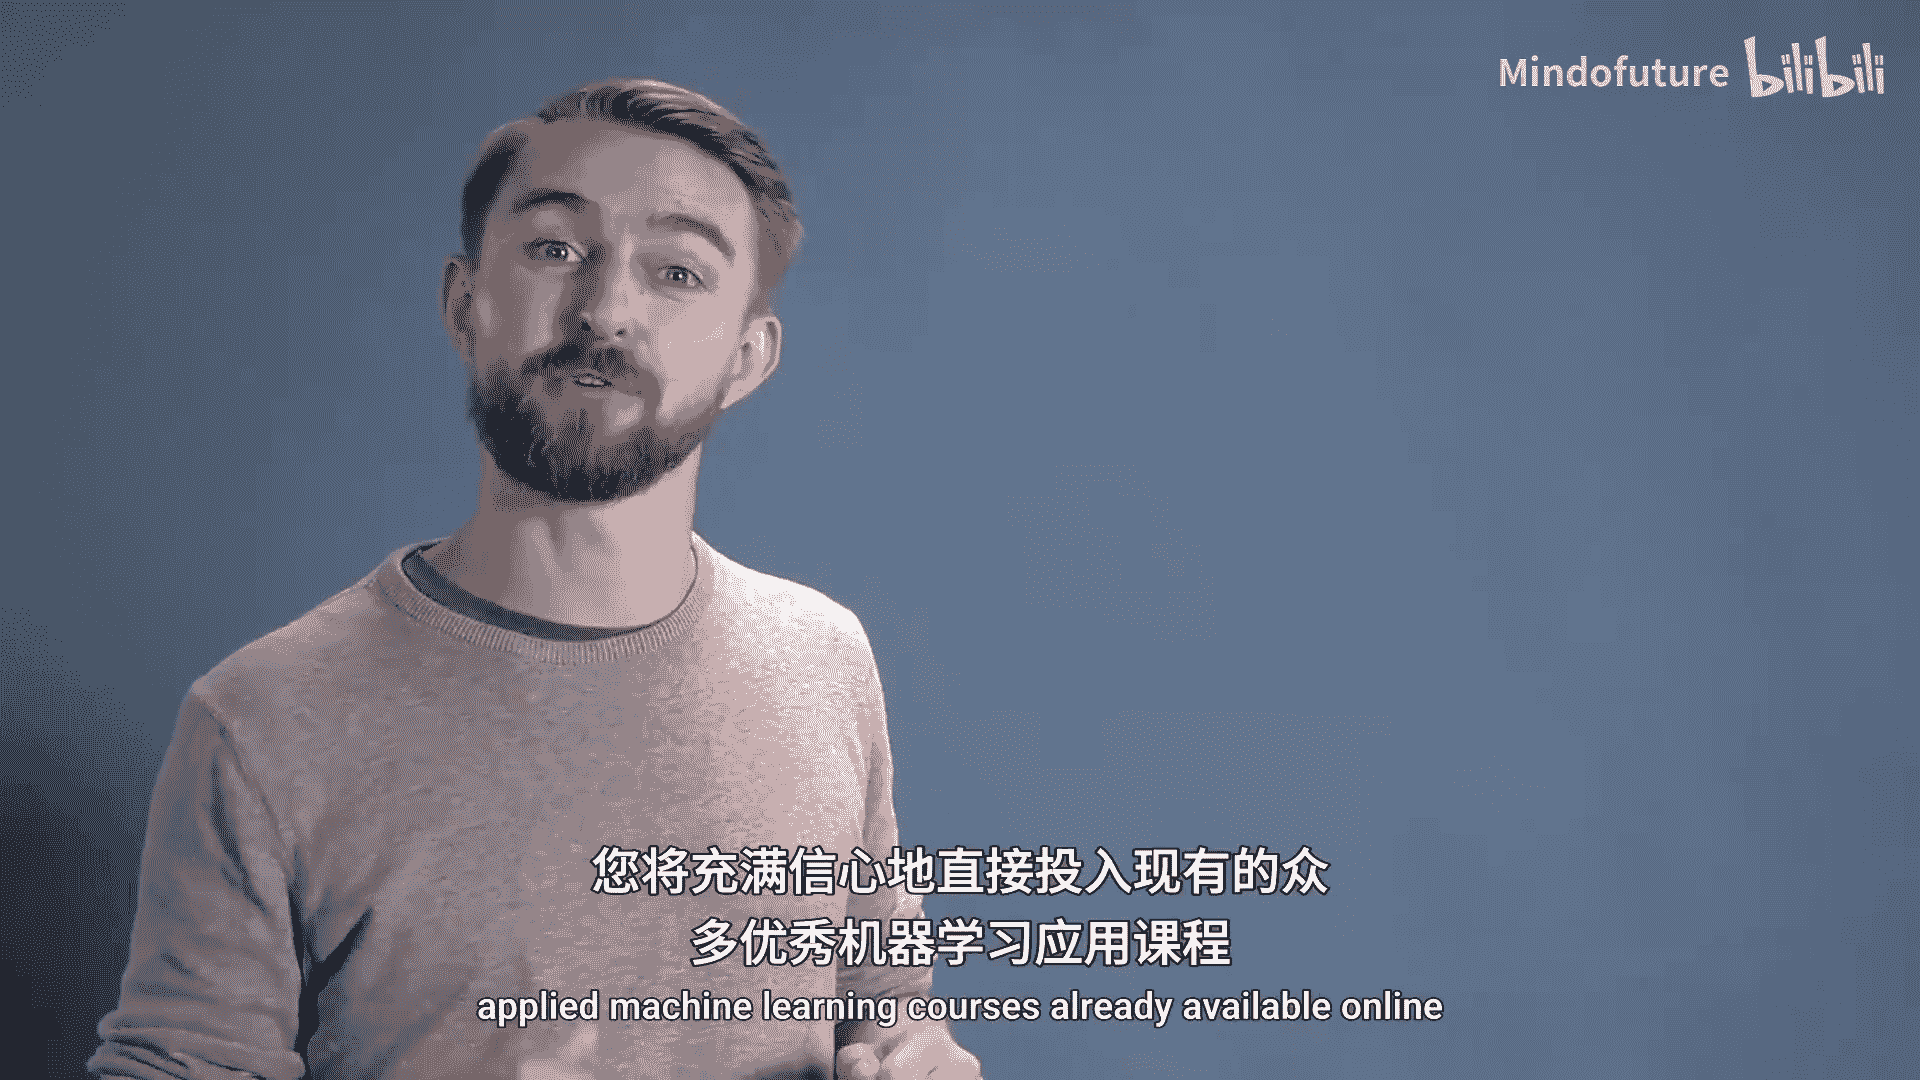 Mindofuture bilibili
您将充满信心地直接投入现有的众
多优秀机器学习应用课程
applied machine learning courses already available online